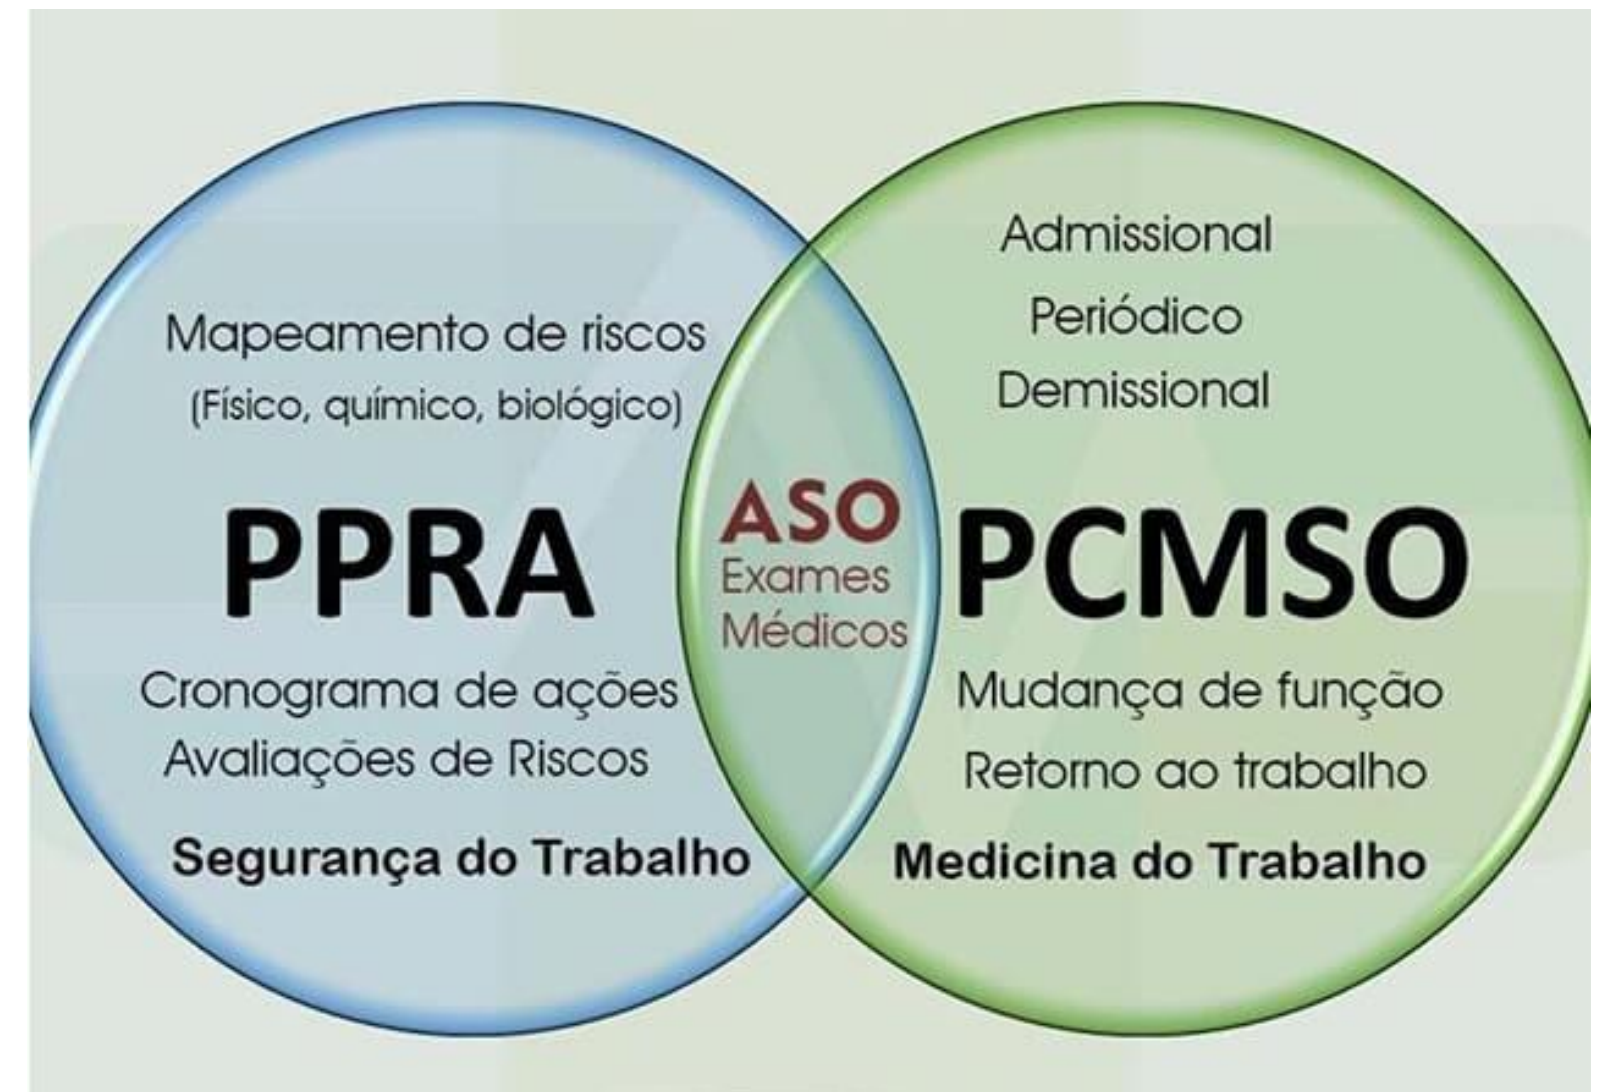 Mapeamento de riscos
(Físico, químico, biológico)
PPRA
Cronograma de ações
Avaliações de Riscos
Segurança do Trabalho
ASO
Exames
Médicos
Admissional
Periódico
Demissional
PCMSO
Mudança de função
Retorno ao trabalho
Medicina do Trabalho